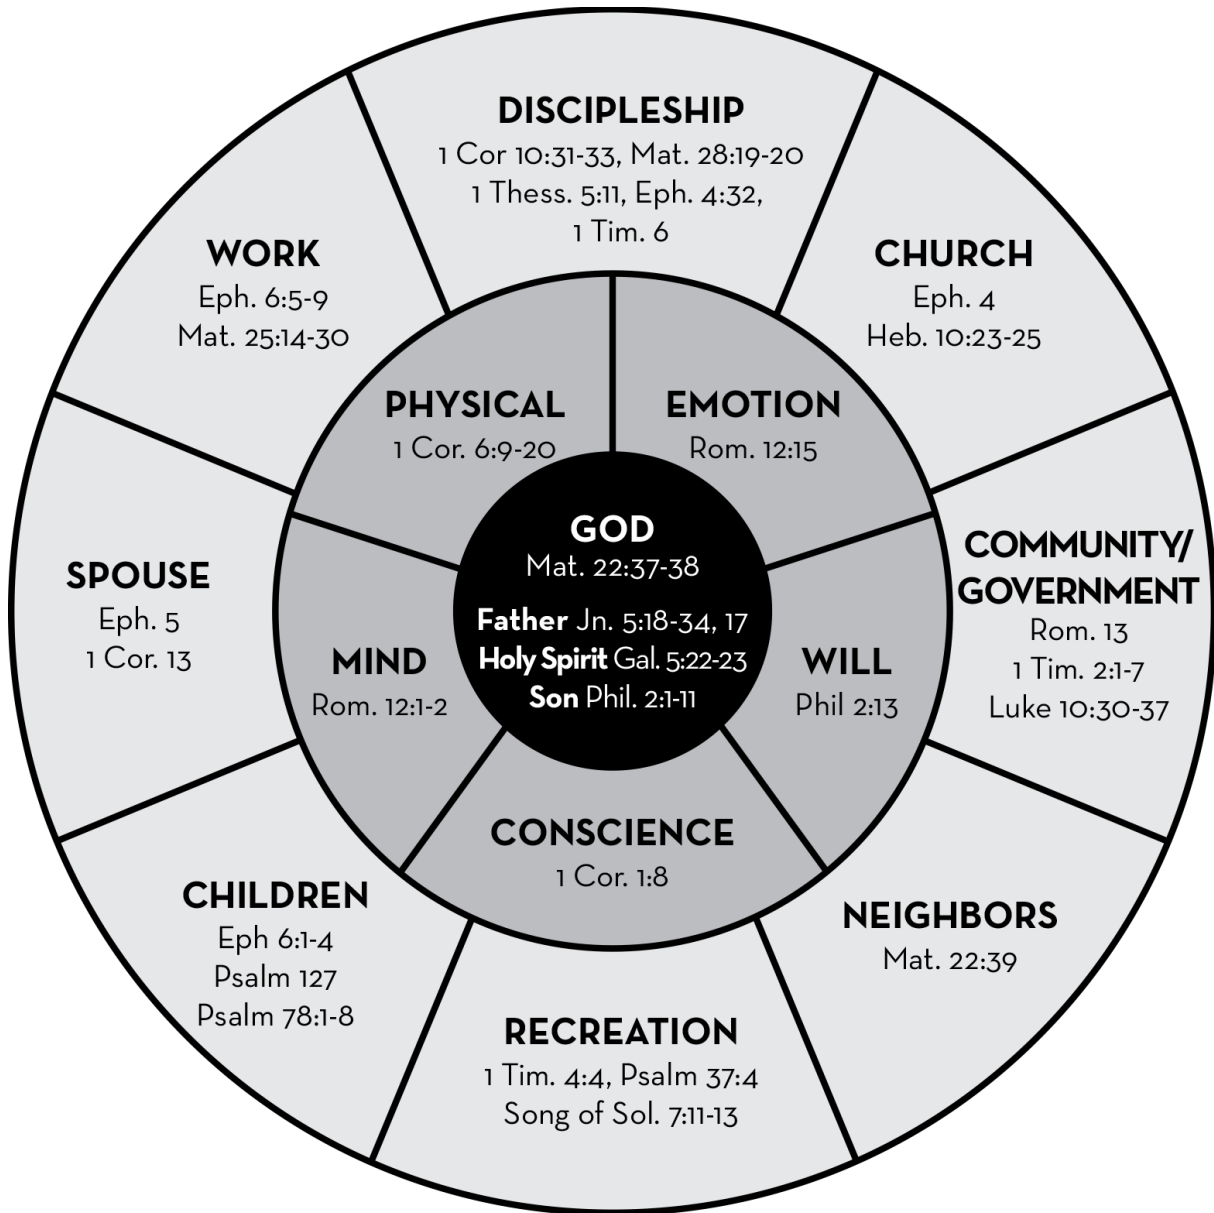 DISCIPLESHIP
1 Cor 10:31-33, Mat. 28:19-20
1 Thess. 5:11, Eph. 4:32,
1 Tim. 6
WORK
Eph. 6:5-9
Mat. 25:14-30
CHURCH
Eph. 4
Heb. 10:23-25
PHYSICAL
1 Cor. 6:9-20
EMOTION
Rom. 12:15
GOD
Mat. 22:37-38
Father Jn. 5:18-34, 17
Holy Spirit Gal. 5:22-23
Son Phil. 2:1-11
SPOUSE
Eph. 5
1 Cor. 13
MIND
Rom. 12:1-2
WILL
Phil 2:13
COMMUNITY/
GOVERNMENT
Rom. 13
1 Tim. 2:1-7
Luke 10:30-37
CONSCIENCE
1 Cor. 1:8
CHILDREN
Eph 6:1-4
Psalm 127
Psalm 78:1-8
NEIGHBORS
Mat. 22:39
RECREATION
1 Tim. 4:4, Psalm 37:4
Song of Sol. 7:11-13